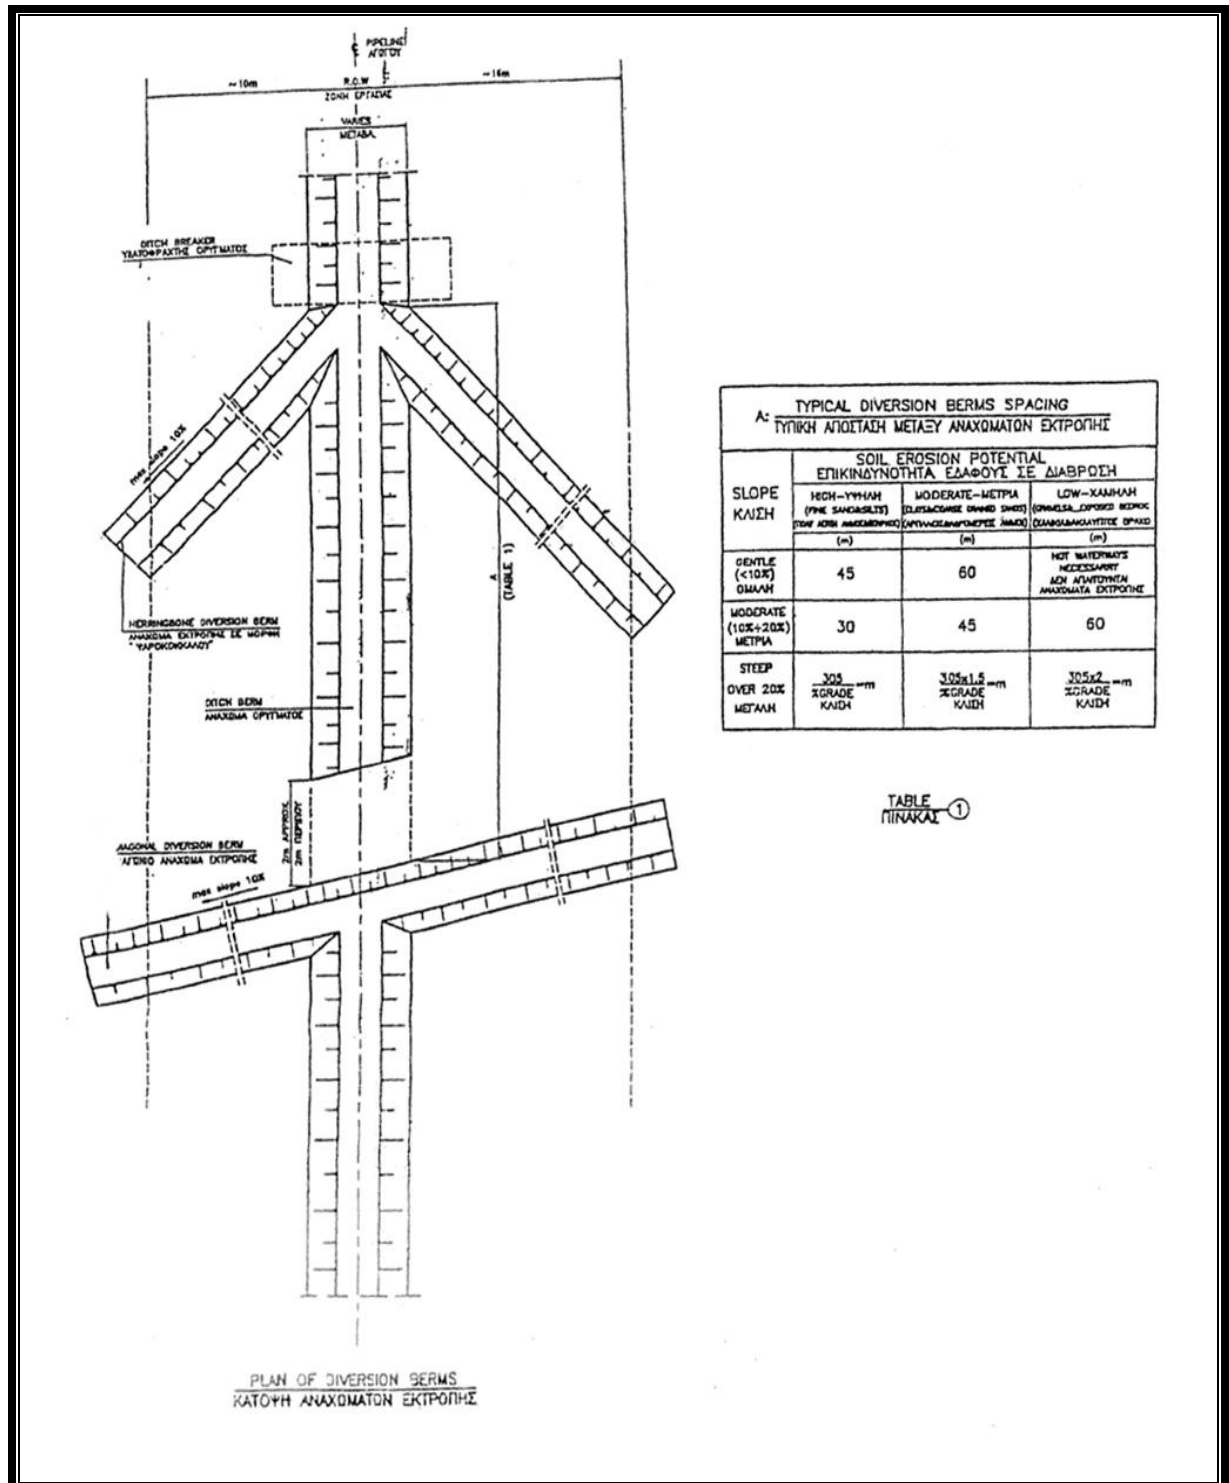 PIPELINE
ΑΓΩΓΟΥ
~10m
R.O.W
~16m
ΖΩΝΗ ΕΡΓΑΣΙΑΣ
VARIES
ΜΕΤΑΒΛ.
DITCH BREAKER
ΥΔΑΤΟΦΡΑΧΤΗΣ ΟΡΥΓΜΑΤΟΣ
max slope 10%
A
(TABLE 1)
HERRINGBONE DIVERSION BERM
ΑΝΑΧΩΜΑ ΕΚΤΡΟΠΗΣ ΣΕ ΜΟΡΦΗ
"ΨΑΡΟΚΟΚΚΑΛΟΥ"
DITCH BERM
ΑΝΑΧΩΜΑ ΟΡΥΓΜΑΤΟΣ
2m APPROX.
2m ΠΕΡΙΠΟΥ
DIVERSION BERM
ΑΝΑΧΩΜΑ ΕΚΤΡΟΠΗΣ
max slope 10%
A: TYPICAL DIVERSION BERMS SPACING
ΤΥΠΙΚΗ ΑΠΟΣΤΑΣΗ ΜΕΤΑΞΥ ΑΝΑΧΩΜΑΤΩΝ ΕΚΤΡΟΠΗΣ
SLOPE
ΚΛΙΣΗ
SOIL EROSION POTENTIAL
ΕΠΙΚΙΝΔΥΝΟΤΗΤΑ ΕΔΑΦΟΥΣ ΣΕ ΔΙΑΒΡΩΣΗ
HIGH-ΥΨΗΛΗ
(FINE SANDS&SILTS)
(m)
MODERATE-ΜΕΤΡΙΑ
(m)
LOW-ΧΑΜΗΛΗ
(m)
GENTLE
(<10%)
ΟΜΑΛΗ
45
60
NOT WATERWAYS
NECESSARY
ΔΕΝ ΑΠΑΙΤΟΥΝΤΑΙ
ΑΝΑΧΩΜΑΤΑ ΕΚΤΡΟΠΗΣ
MODERATE
(10%÷20%)
ΜΕΤΡΙΑ
30
45
60
STEEP
OVER 20%
ΜΕΓΑΛΗ
305
%GRADE =m
ΚΛΙΣΗ
305x1.5
%GRADE =m
ΚΛΙΣΗ
305x2
%GRADE =m
ΚΛΙΣΗ
TABLE
ΠΙΝΑΚΑΣ 1
PLAN OF DIVERSION BERMS
ΚΑΤΟΨΗ ΑΝΑΧΩΜΑΤΩΝ ΕΚΤΡΟΠΗΣ